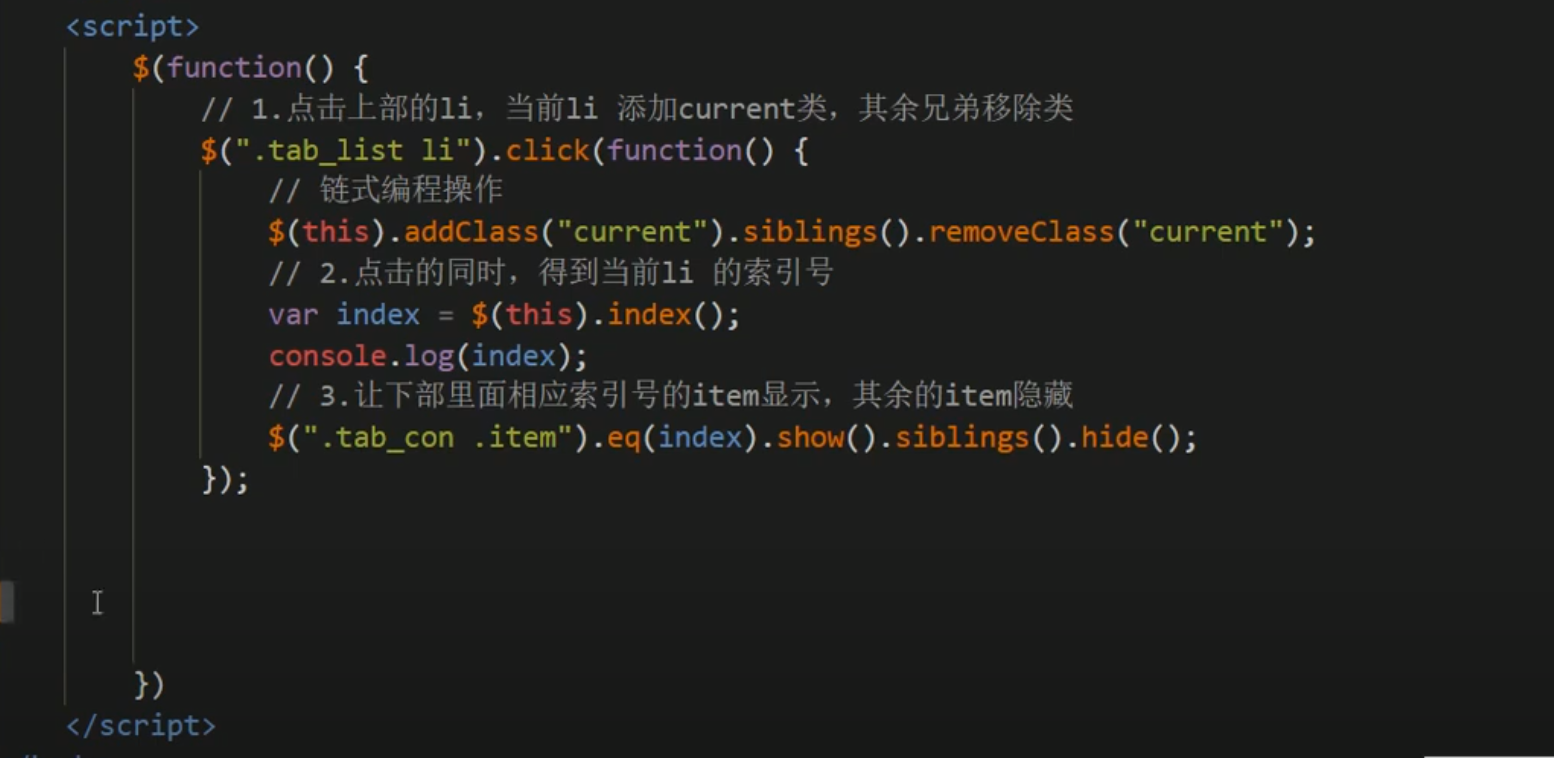 <script>
$(function() {
// 1.点击上部的li，当前li 添加current类，其余兄弟移除类
$(".tab_list li").click(function() {
// 链式编程操作
$(this).addClass("current").siblings().removeClass("current");
// 2.点击的同时，得到当前li 的索引号
var index = $(this).index();
console.log(index);
// 3.让下部里面相应索引号的item显示，其余的item隐藏
$(".tab_con .item").eq(index).show().siblings().hide();
});
})
</script>